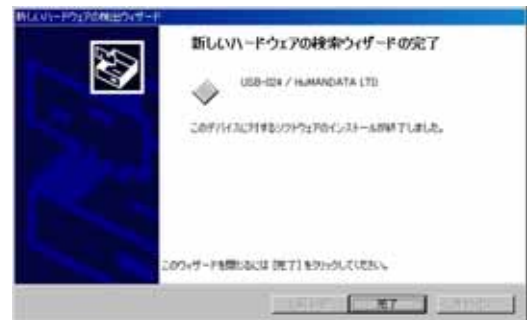 新しいハードウェアの検出ウィザード
新しいハードウェアの検索ウィザードの完了
USB-024 / HuMANDATA LTD
このデバイスに対するソフトウェアのインストールが終了しました。
このウィザードを閉じるには [完了] をクリックしてください。
完了